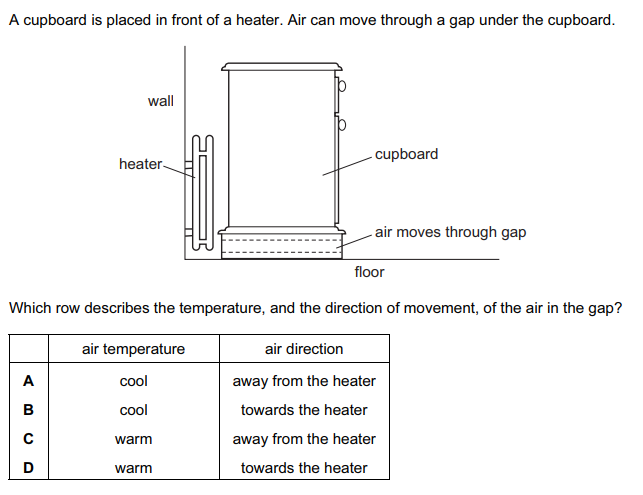 A cupboard is placed in front of a heater. Air can move through a gap under the cupboard.
wall
heater
cupboard
air moves through gap
floor
Which row describes the temperature, and the direction of movement, of the air in the gap?
air temperature air direction
A cool away from the heater
B cool towards the heater
C warm away from the heater
D warm towards the heater